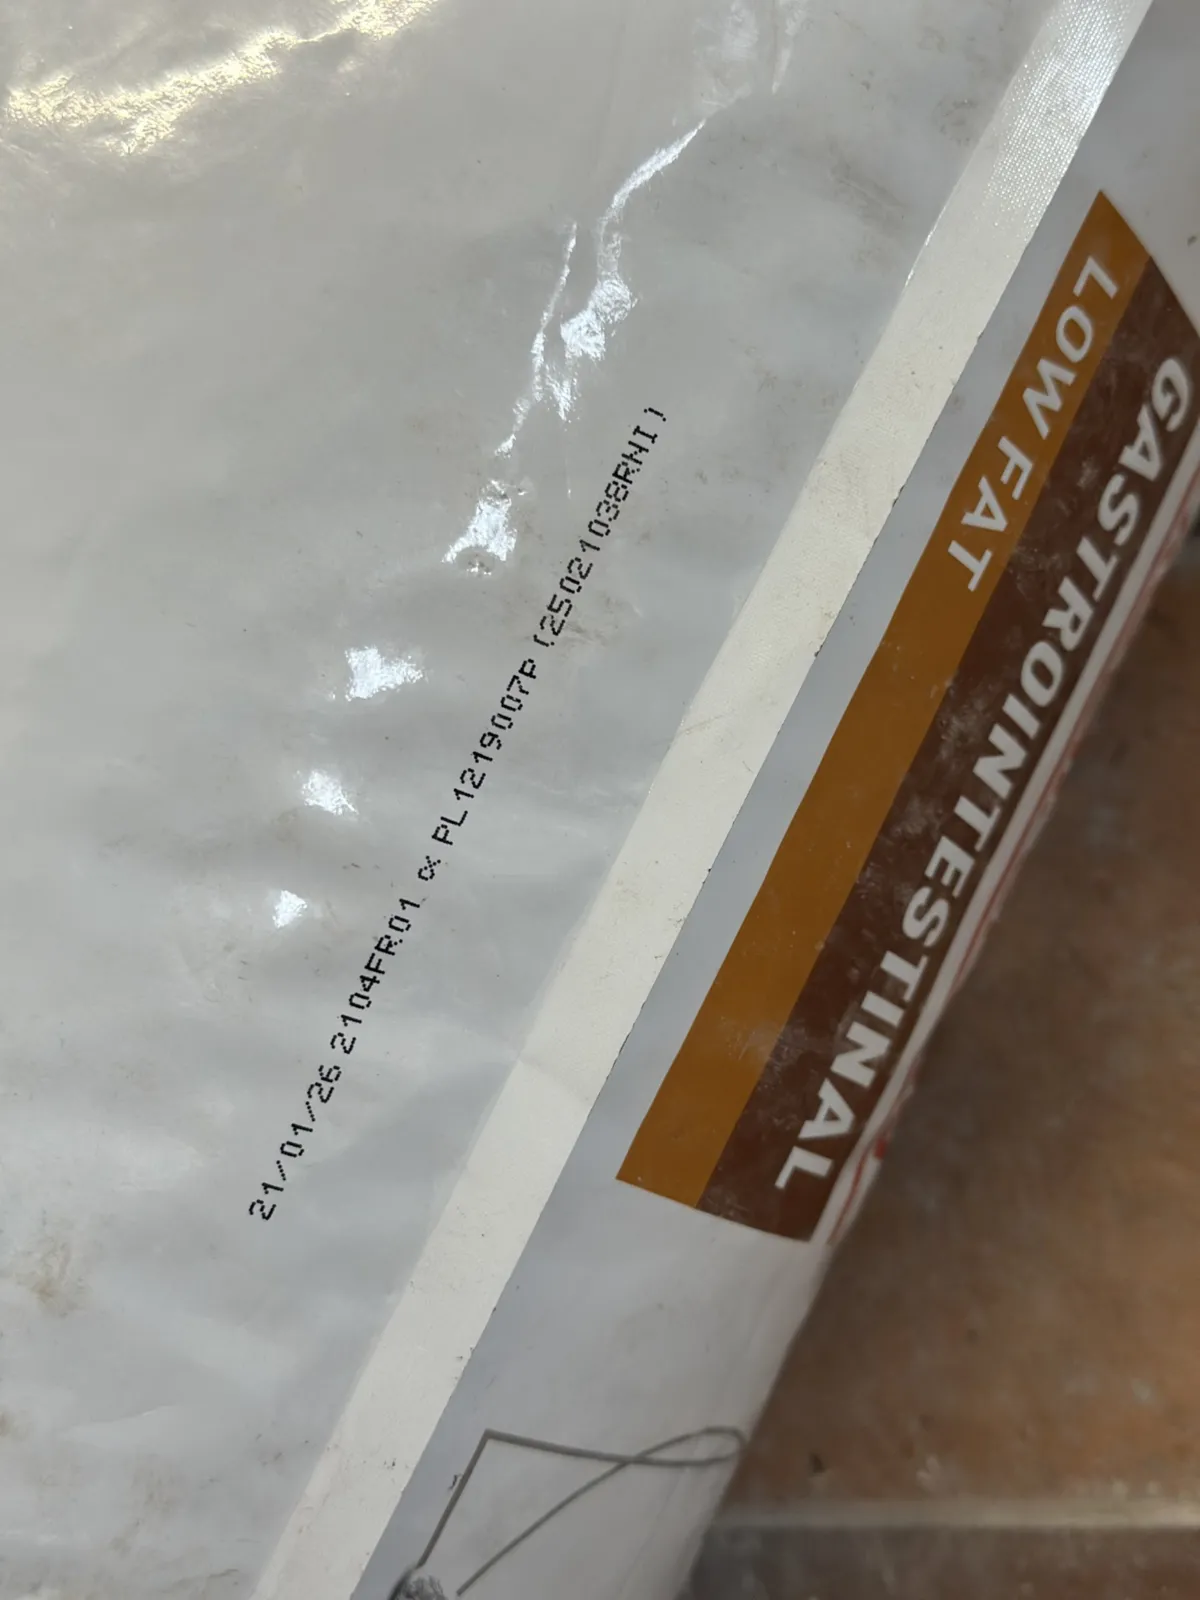 21/01/26 2104FR01 α PL1219007P (25021038RNI)
LOW FAT
GASTROINTESTINAL